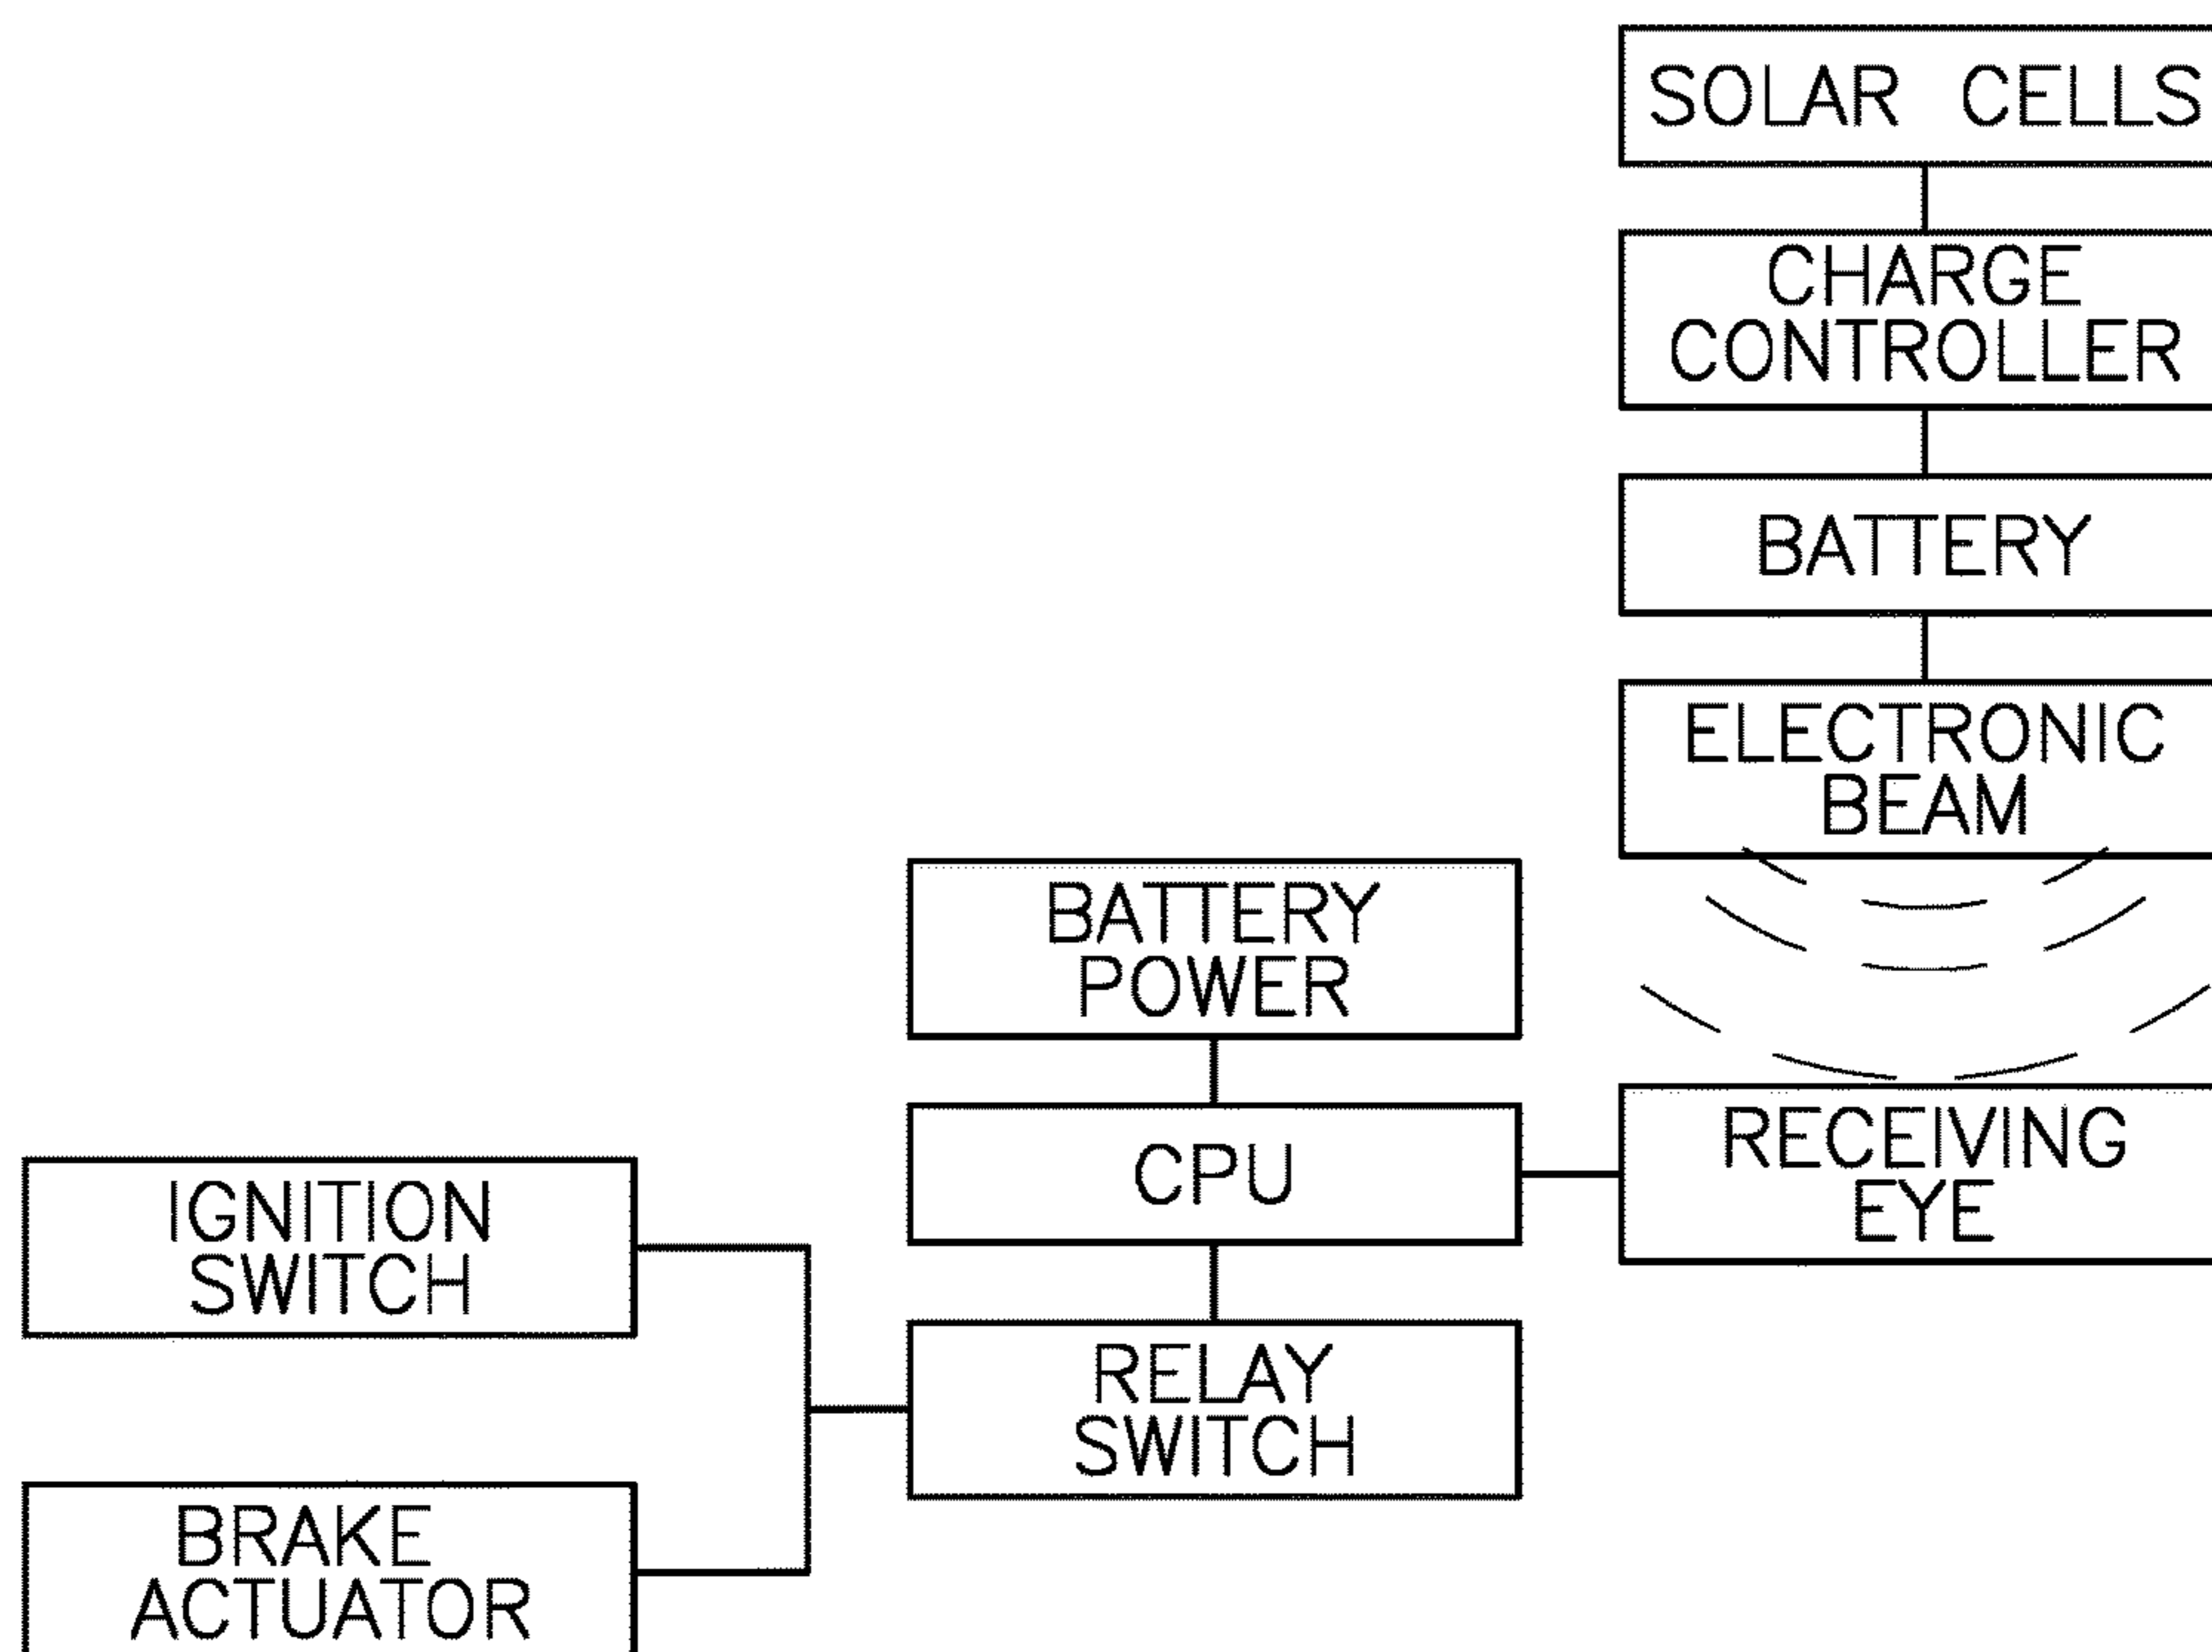 SOLAR CELLS
CHARGE
CONTROLLER
BATTERY
ELECTRONIC
BEAM
BATTERY
POWER
CPU
RECEIVING
EYE
IGNITION
SWITCH
RELAY
SWITCH
BRAKE
ACTUATOR